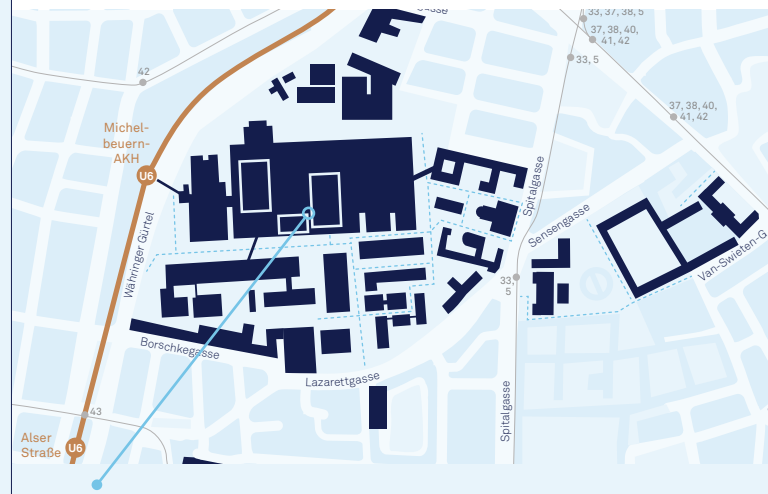 33, 37, 38, 5
37, 38, 40,
41, 42
33, 5
42
37, 38, 40,
41, 42
Michel-
beuern-
AKH
U6
Spitalgasse
Sensengasse
Währinger Gürtel
Van-Swieten-G
33,
5
Borschkegasse
Lazarettgasse
Spitalgasse
43
Alser
Straße
U6